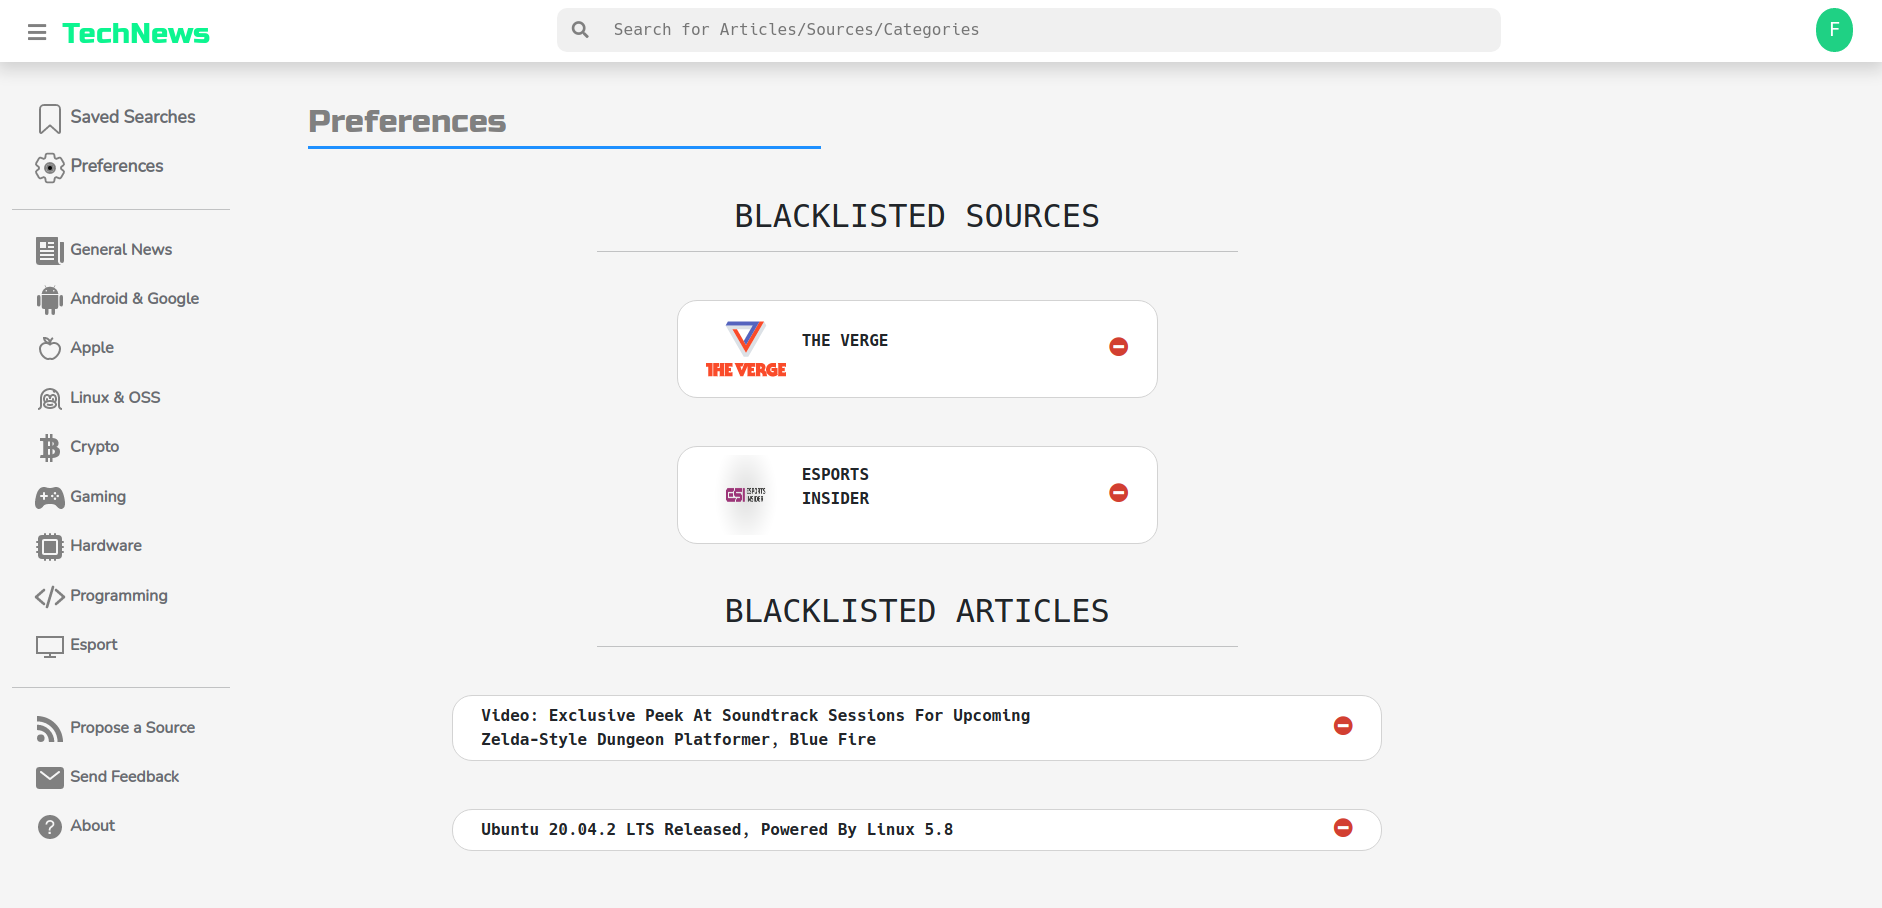 TechNews
Search for Articles/Sources/Categories
F
Saved Searches
Preferences
General News
Android & Google
Apple
Linux & OSS
Crypto
Gaming
Hardware
Programming
Esport
Propose a Source
Send Feedback
About
Preferences
BLACKLISTED SOURCES
THE VERGE
THE VERGE
ESPORTS
INSIDER
ESPORTS
INSIDER
BLACKLISTED ARTICLES
Video: Exclusive Peek At Soundtrack Sessions For Upcoming
Zelda-Style Dungeon Platformer, Blue Fire
Ubuntu 20.04.2 LTS Released, Powered By Linux 5.8